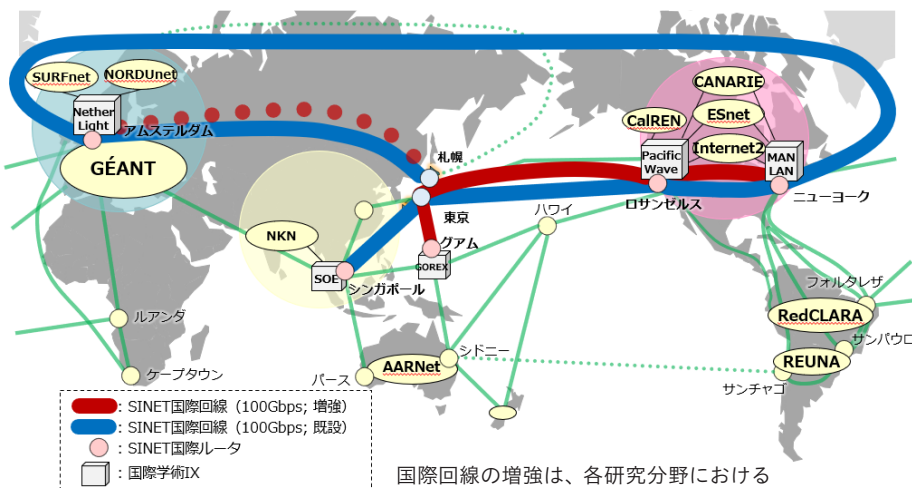 SURFnet
NORDUnet
Nether
Light
アムステルダム
GÉANT
CANARIE
CalREN
ESnet
Internet2
Pacific
Wave
MAN
LAN
ロサンゼルス
ニューヨーク
札幌
東京
ハワイ
グアム
GOREX
NKN
SOE
シンガポール
フォルタレザ
RedCLARA
サンパウロ
REUNA
サンチャゴ
ルアンダ
ケープタウン
パース
AARNet
シドニー
: SINET国際回線（100Gbps; 増強）
: SINET国際回線（100Gbps; 既設）
: SINET国際ルータ
: 国際学術IX
国際回線の増強は、各研究分野における